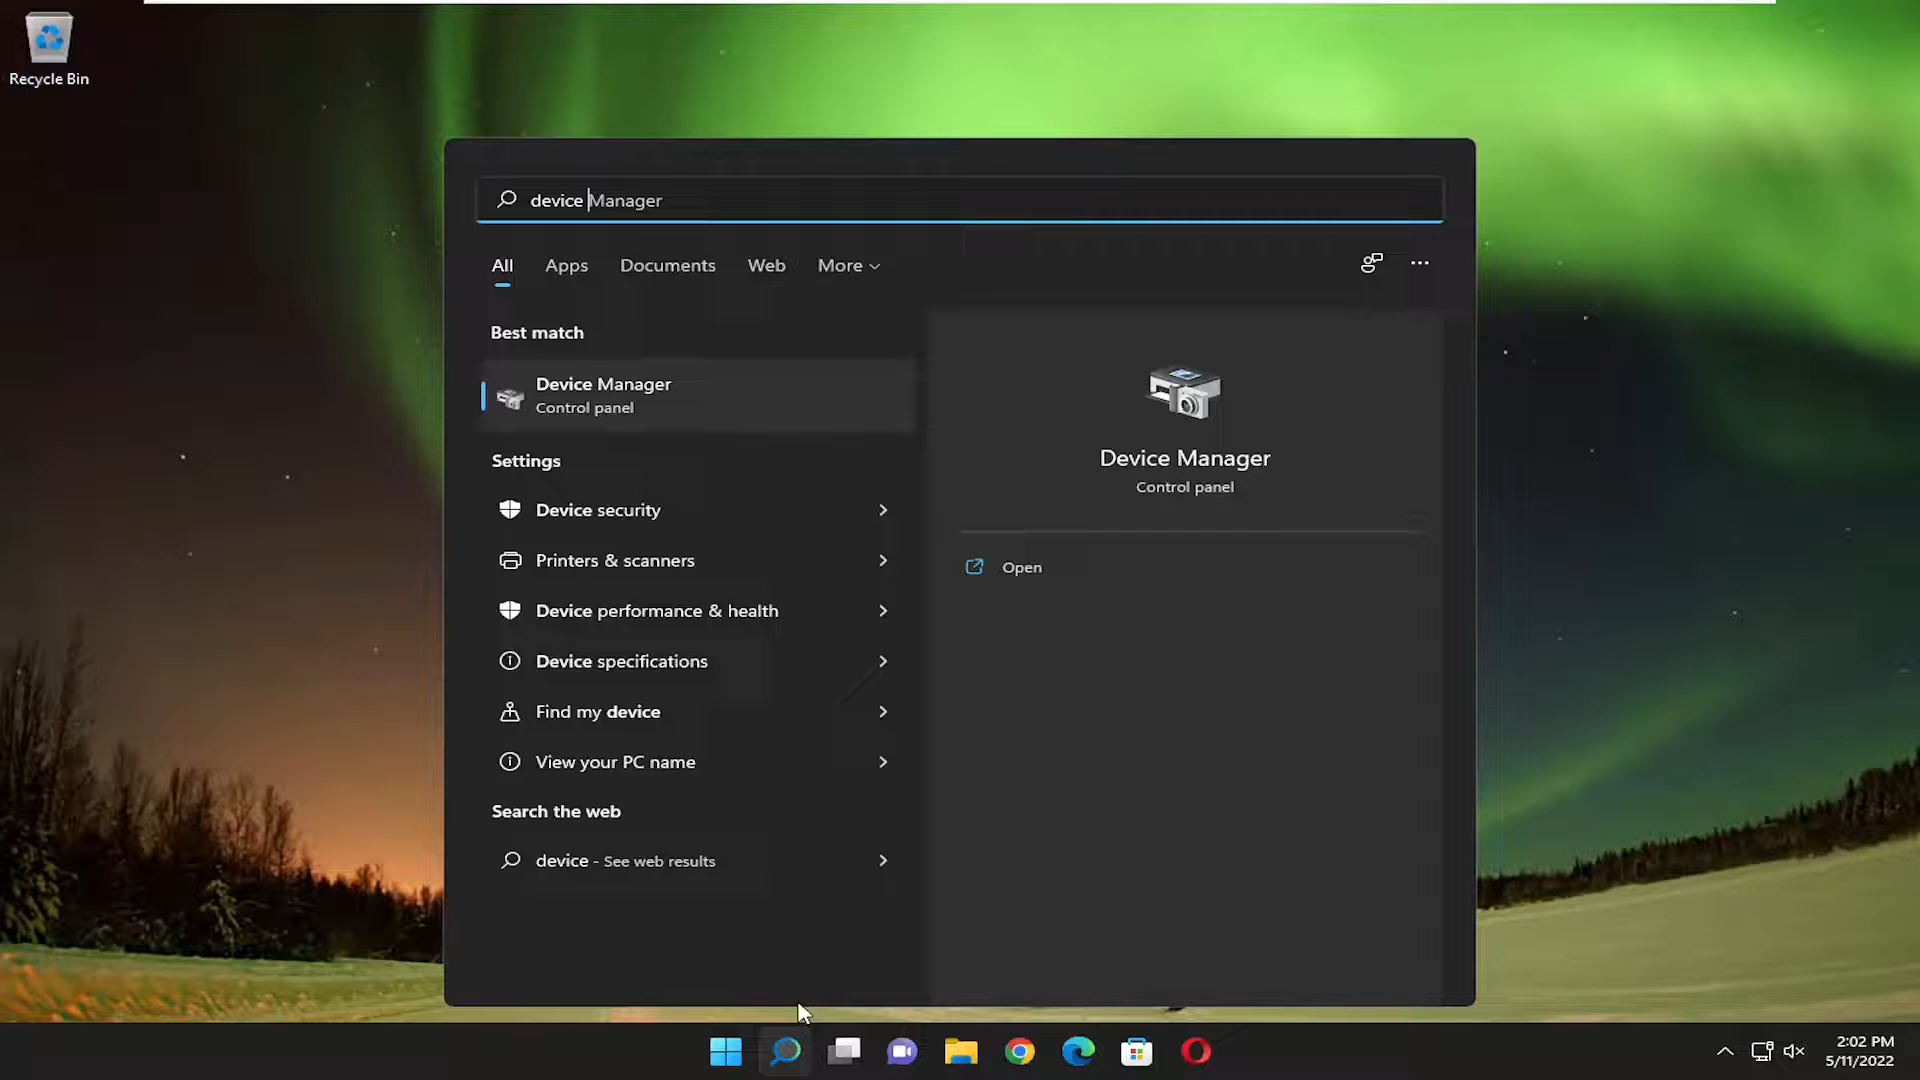 Recycle Bin
device Manager
All Apps Documents Web More
Best match
Device Manager
Control panel
Settings
Device security
Printers & scanners
Device performance & health
Device specifications
Find my device
View your PC name
Search the web
device - See web results
Device Manager
Control panel
Open
2:02 PM
5/11/2022